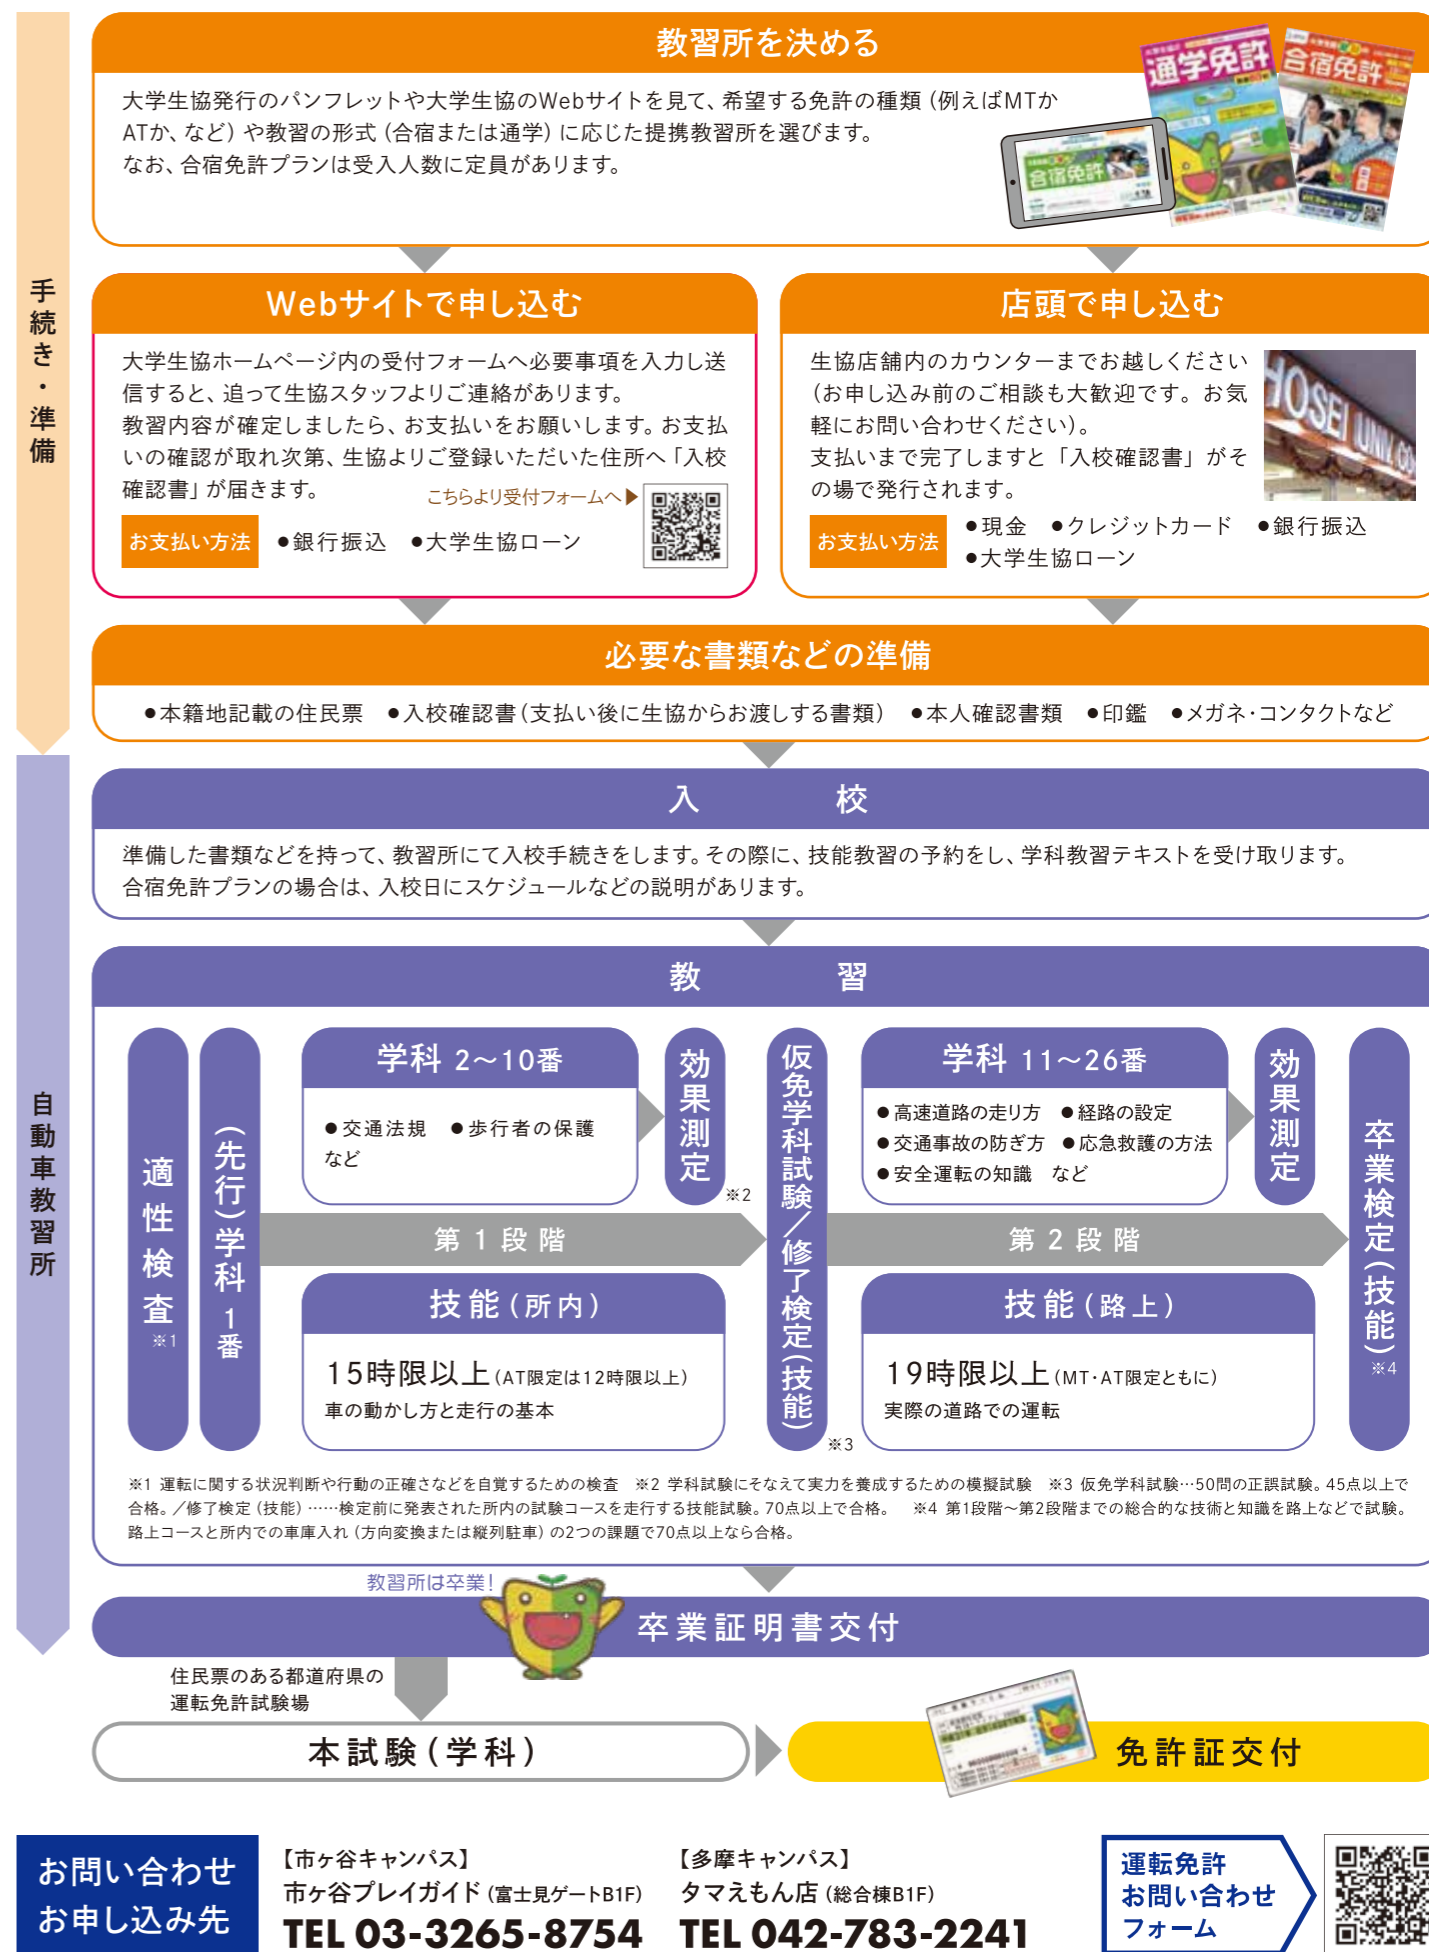 手続き・準備
教習所を決める
大学生協発行のパンフレットや大学生協のWebサイトを見て、希望する免許の種類（例えばMTか
ATか、など）や教習の形式（合宿または通学）に応じた提携教習所を選びます。
なお、合宿免許プランは受入人数に定員があります。
通学免許
合宿免許
合宿免許
Webサイトで申し込む
大学生協ホームページ内の受付フォームへ必要事項を入力し送
信すると、追って生協スタッフよりご連絡があります。
教習内容が確定しましたら、お支払いをお願いします。お支払
いの確認が取れ次第、生協よりご登録いただいた住所へ「入校
確認書」が届きます。
こちらより受付フォームへ▶
お支払い方法 ●銀行振込 ●大学生協ローン
店頭で申し込む
生協店舗内のカウンターまでお越しください
（お申し込み前のご相談も大歓迎です。お気
軽にお問い合わせください）。
支払いまで完了しますと「入校確認書」がそ
の場で発行されます。
HOSEI UNIV. CO
お支払い方法 ●現金 ●クレジットカード ●銀行振込
●大学生協ローン
必要な書類などの準備
●本籍地記載の住民票 ●入校確認書（支払い後に生協からお渡しする書類） ●本人確認書類 ●印鑑 ●メガネ・コンタクトなど
自動車教習所
入校
準備した書類などを持って、教習所にて入校手続きをします。その際に、技能教習の予約をし、学科教習テキストを受け取ります。
合宿免許プランの場合は、入校日にスケジュールなどの説明があります。
教習
適性検査※1
（先行）学科1番
学科 2～10番
●交通法規 ●歩行者の保護
など
効果測定
※2
第1段階
技能（所内）
15時限以上（AT限定は12時限以上）
車の動かし方と走行の基本
仮免学科試験／修了検定（技能）
※3
学科 11～26番
●高速道路の走り方 ●経路の設定
●交通事故の防ぎ方 ●応急救護の方法
●安全運転の知識 など
効果測定
第2段階
技能（路上）
19時限以上（MT・AT限定ともに）
実際の道路での運転
卒業検定（技能）※4
※1 運転に関する状況判断や行動の正確さなどを自覚するための検査 ※2 学科試験にそなえて実力を養成するための模擬試験 ※3 仮免学科試験…50問の正誤試験。45点以上で
合格。／修了検定（技能）……検定前に発表された所内の試験コースを走行する技能試験。70点以上で合格。 ※4 第1段階～第2段階までの総合的な技術と知識を路上などで試験。
路上コースと所内での車庫入れ（方向変換または縦列駐車）の2つの課題で70点以上なら合格。
教習所は卒業！
卒業証明書交付
住民票のある都道府県の
運転免許試験場
本試験（学科）
免許証交付
お問い合わせ
お申し込み先
【市ヶ谷キャンパス】
市ヶ谷プレイガイド（富士見ゲートB1F）
TEL 03-3265-8754
【多摩キャンパス】
タマえもん店（総合棟B1F）
TEL 042-783-2241
運転免許
お問い合わせ
フォーム